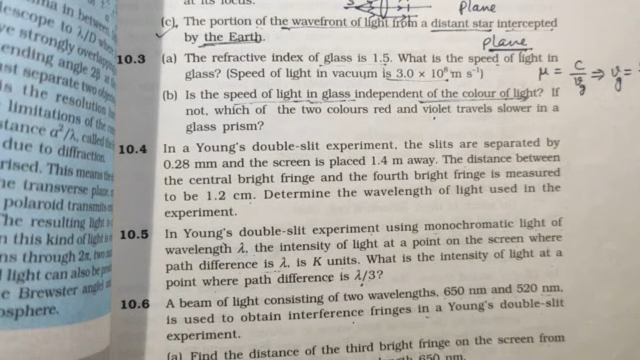 at its focus.
plane
(c) The portion of the wavefront of light from a distant star intercepted
by the Earth.
plane
10.3 (a) The refractive index of glass is 1.5. What is the speed of light in
glass? (Speed of light in vacuum is 3.0 × 10⁸ m s⁻¹)
μ = c/vg ⇒ vg =
(b) Is the speed of light in glass independent of the colour of light? If
not, which of the two colours red and violet travels slower in a
glass prism?
10.4 In a Young's double-slit experiment, the slits are separated by
0.28 mm and the screen is placed 1.4 m away. The distance between
the central bright fringe and the fourth bright fringe is measured
to be 1.2 cm. Determine the wavelength of light used in the
experiment.
10.5 In Young's double-slit experiment using monochromatic light of
wavelength λ, the intensity of light at a point on the screen where
path difference is λ, is K units. What is the intensity of light at a
point where path difference is λ/3?
10.6 A beam of light consisting of two wavelengths, 650 nm and 520 nm,
is used to obtain interference fringes in a Young's double-slit
experiment.
(a) Find the distance of the third bright fringe on the screen from
650 nm.
in between,
lescope to λ/D
ve strongly overlapping
ending angle 2β
st separate two
is the resolution
limitations of the
stance a²/λ, called the
due to diffraction.
rised. This means
he transverse plane,
polaroid transmits
he resulting light
n this kind of light is
ns through 2π, two
light can also be
e Brewster angle
osphere.